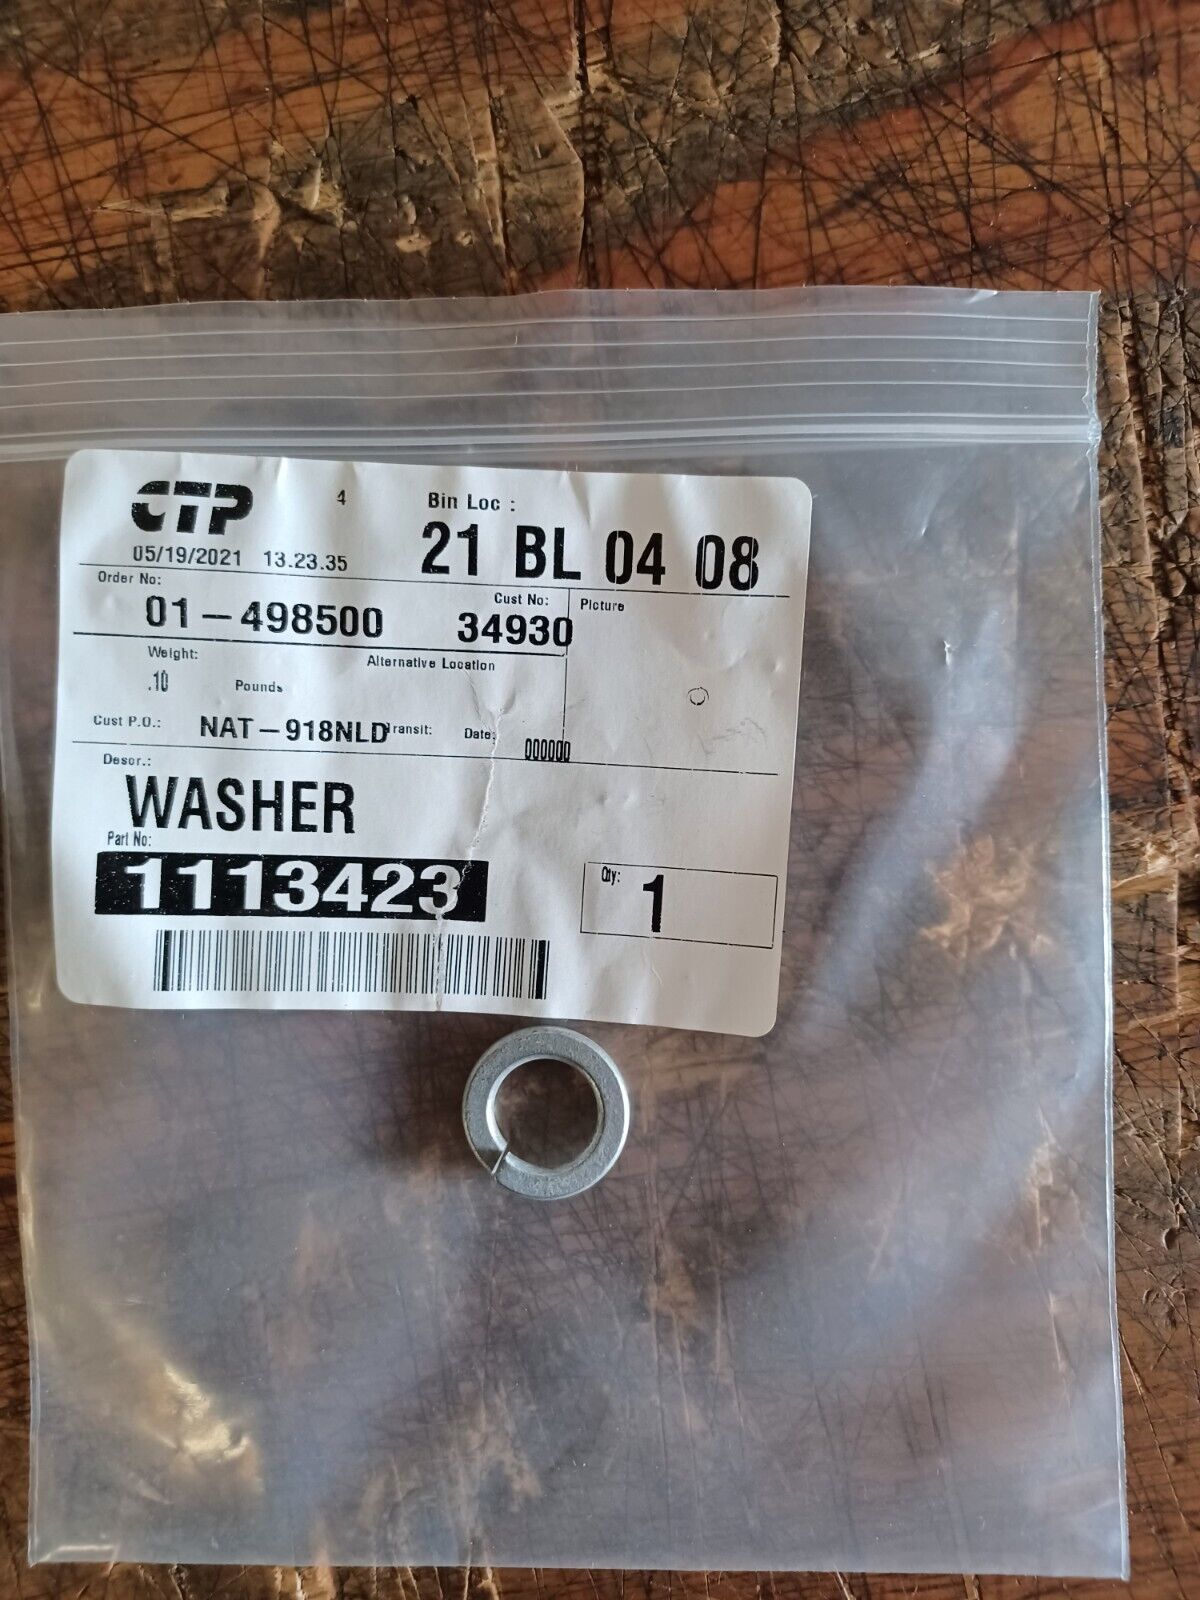 CTP
4
Bin Loc :
05/19/2021 13.23.35
21 BL 04 08
Order No:
Cust No:
Picture
01-498500
34930
Weight:
Alternative Location
.10
Pounds
Cust P.O.:
NAT-918NLD
Transit:
Date:
000000
Descr.:
WASHER
Part No:
1113423
Qty:
1